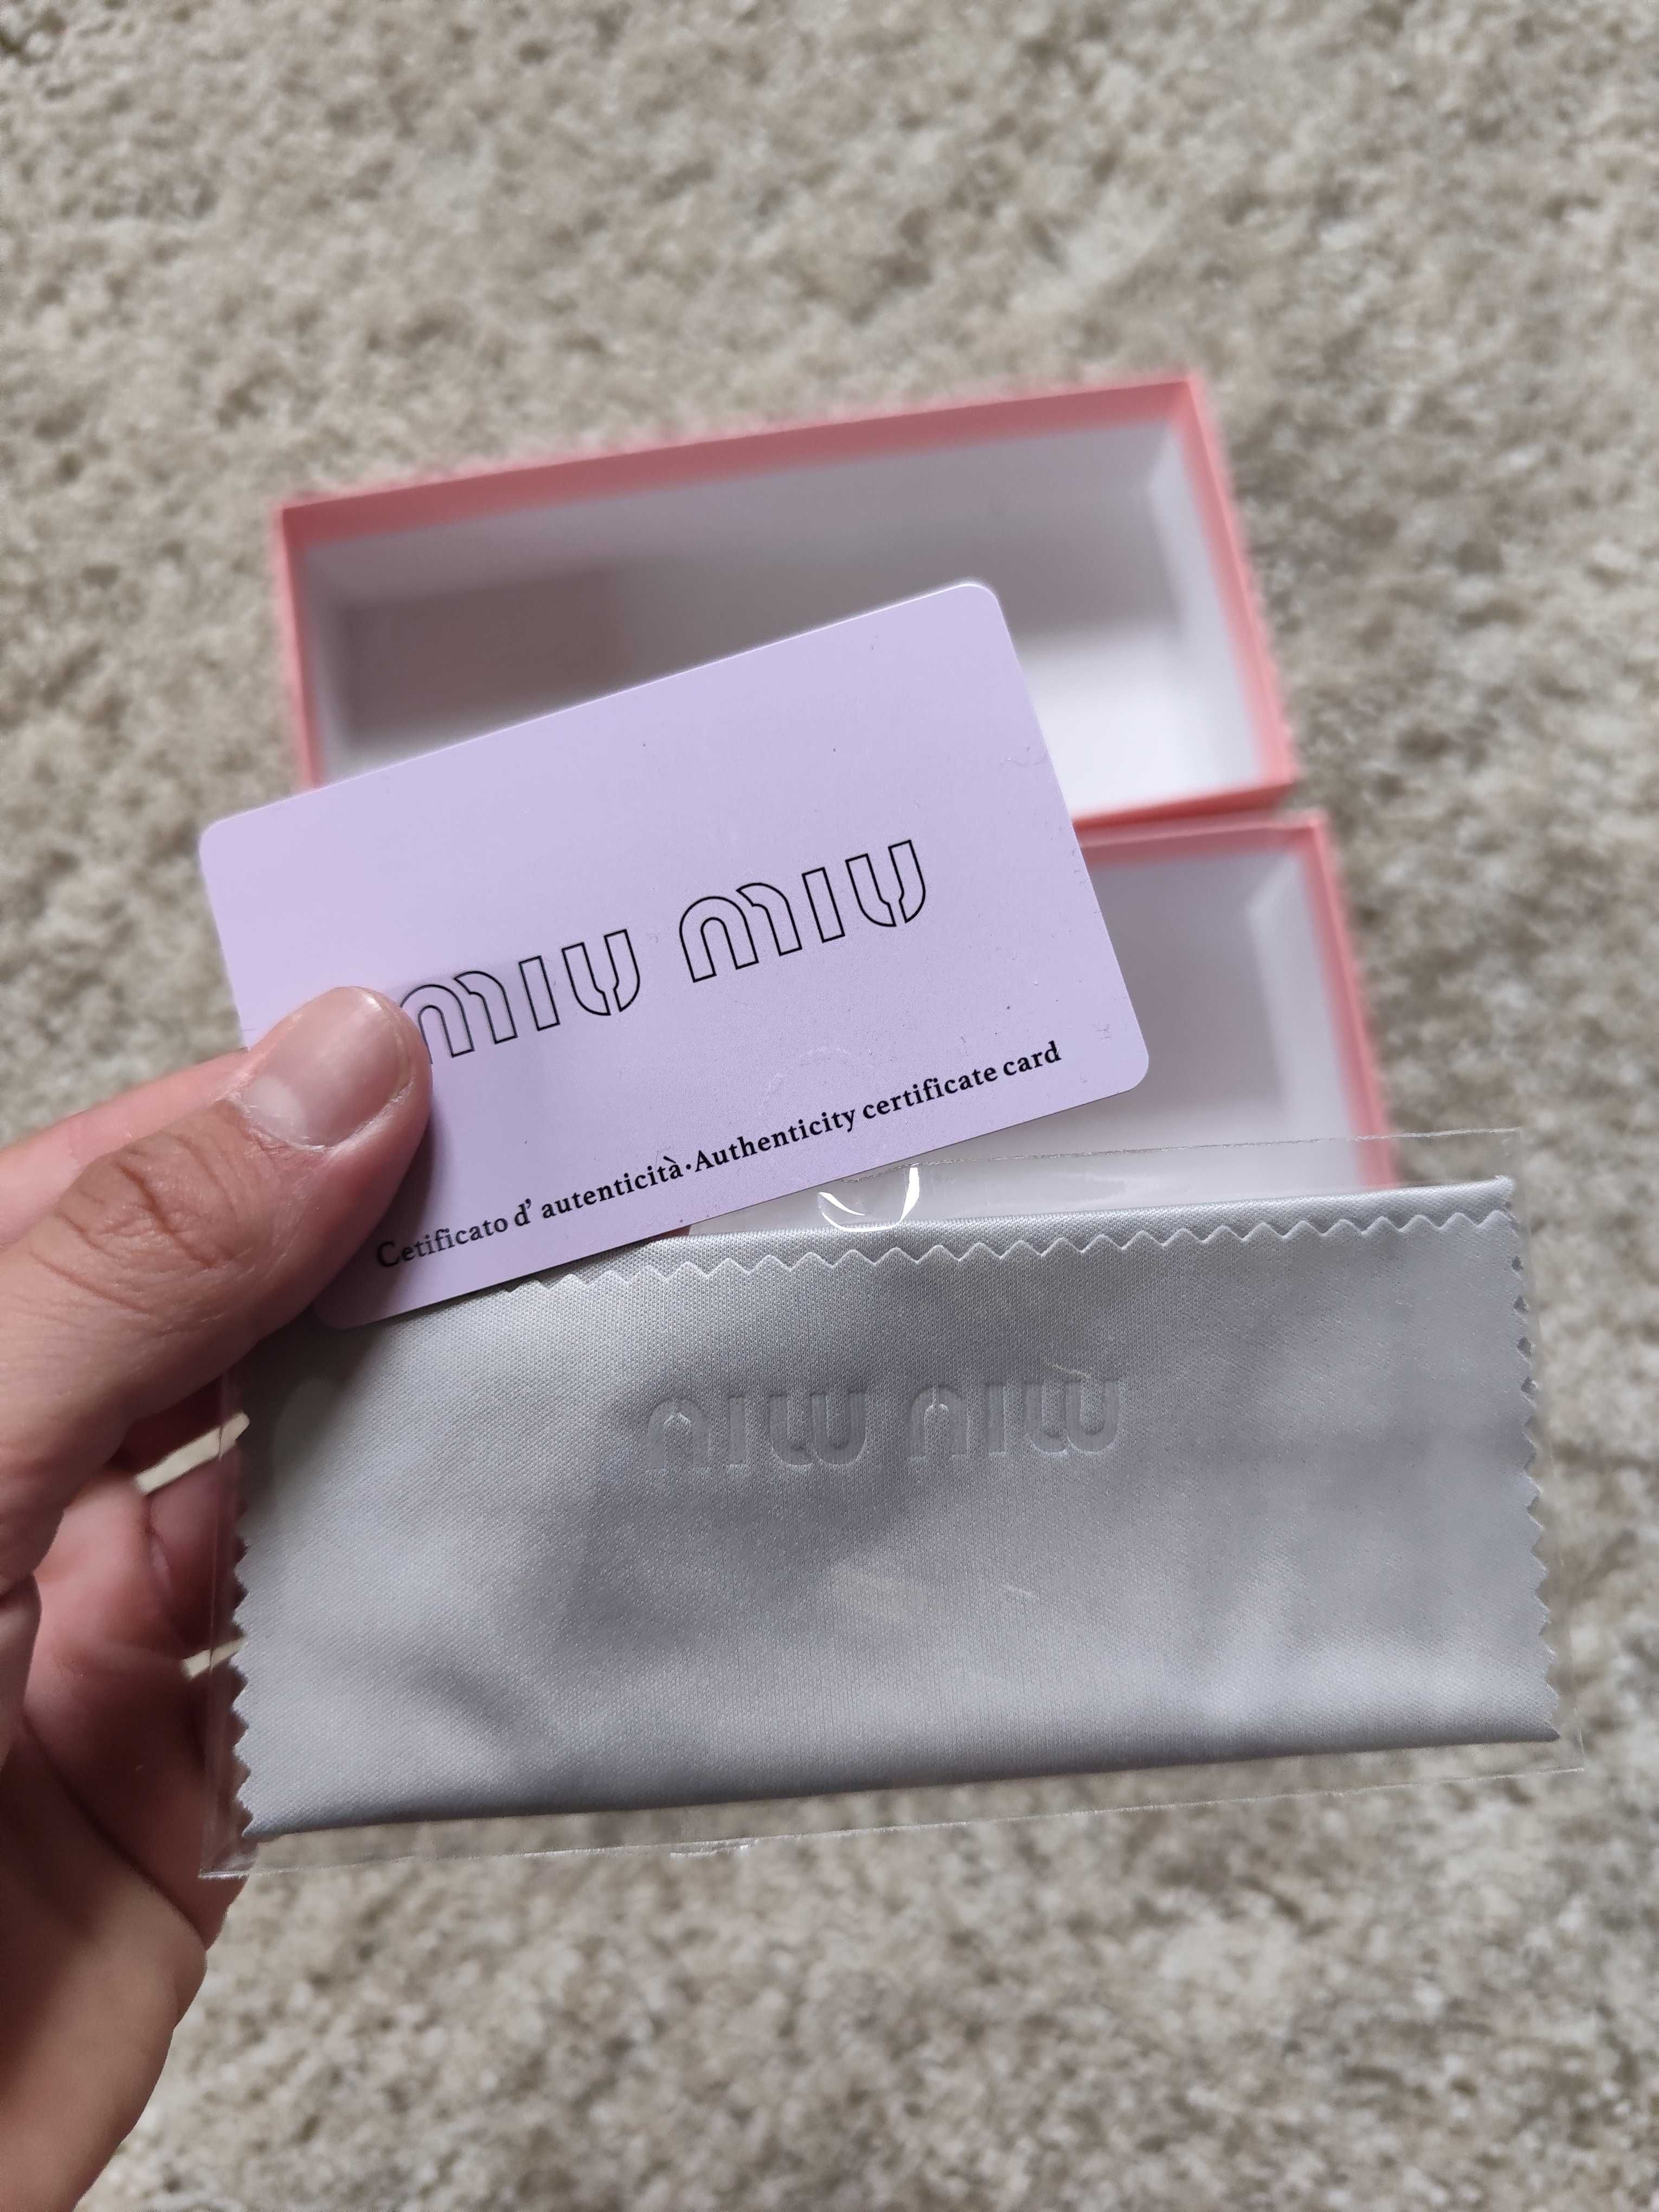 miu miu
Cetificato d' autenticità·Authenticity certificate card
miu miu